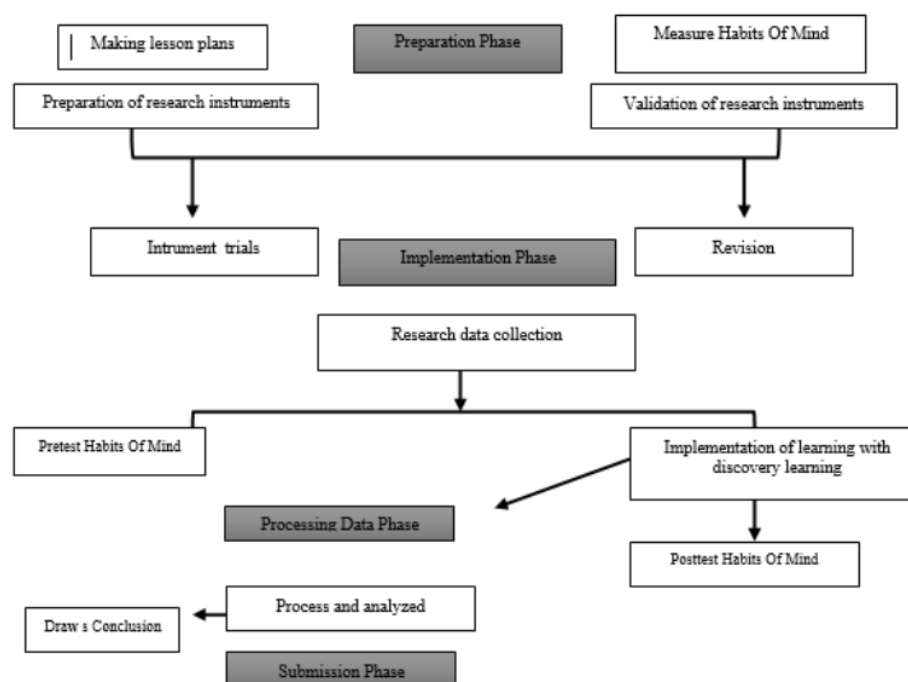 Making lesson plans
Preparation Phase
Measure Habits Of Mind
Preparation of research instruments
Validation of research instruments
Intrument trials
Implementation Phase
Revision
Research data collection
Pretest Habits Of Mind
Implementation of learning with
discovery learning
Processing Data Phase
Posttest Habits Of Mind
Process and analyzed
Draw s Conclusion
Submission Phase